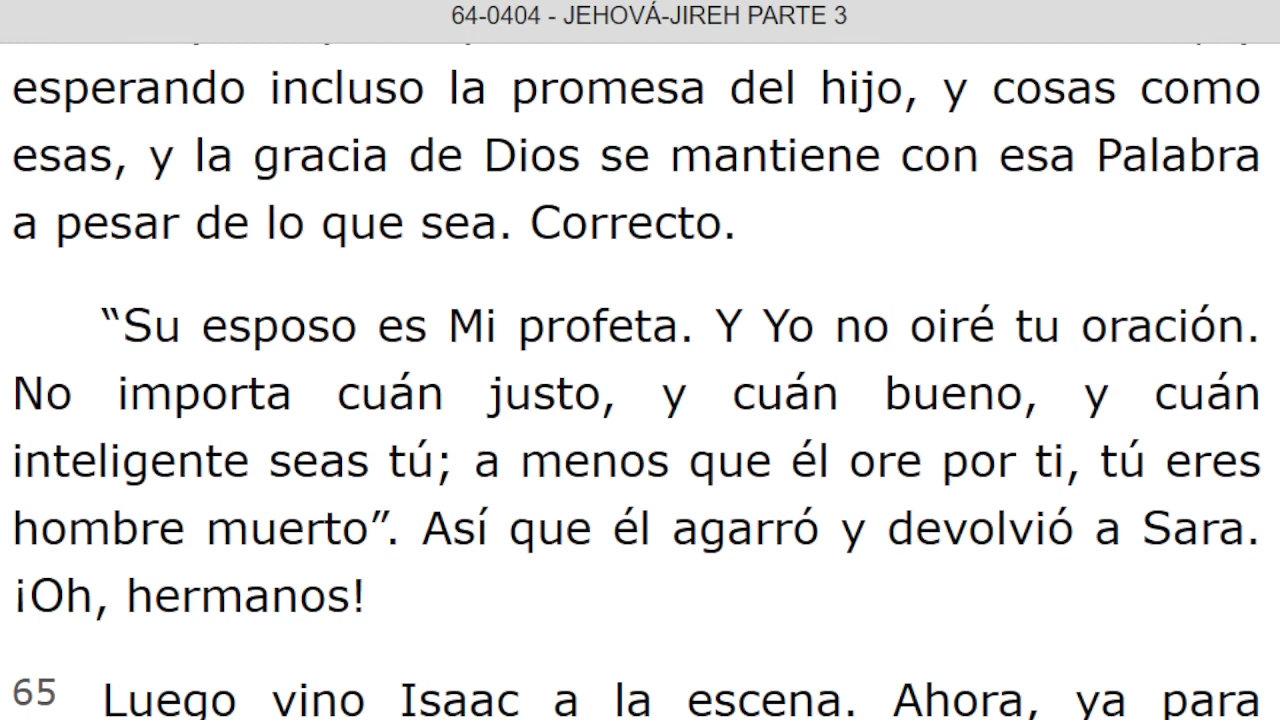 64-0404 - JEHOVÁ-JIREH PARTE 3
esperando incluso la promesa del hijo, y cosas como
esas, y la gracia de Dios se mantiene con esa Palabra
a pesar de lo que sea. Correcto.
“Su esposo es Mi profeta. Y Yo no oiré tu oración.
No importa cuán justo, y cuán bueno, y cuán
inteligente seas tú; a menos que él ore por ti, tú eres
hombre muerto”. Así que él agarró y devolvió a Sara.
¡Oh, hermanos!
65 Luego vino Isaac a la escena. Ahora, ya para